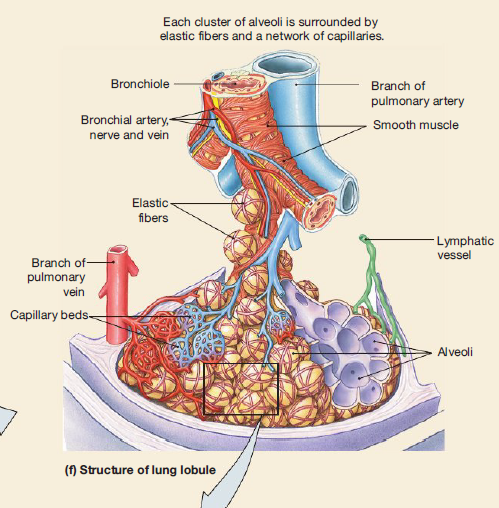 Each cluster of alveoli is surrounded by
elastic fibers and a network of capillaries.
Bronchiole
Branch of
pulmonary artery
Bronchial artery,
nerve and vein
Smooth muscle
Elastic
fibers
Lymphatic
vessel
Branch of
pulmonary
vein
Capillary beds
Alveoli
(f) Structure of lung lobule